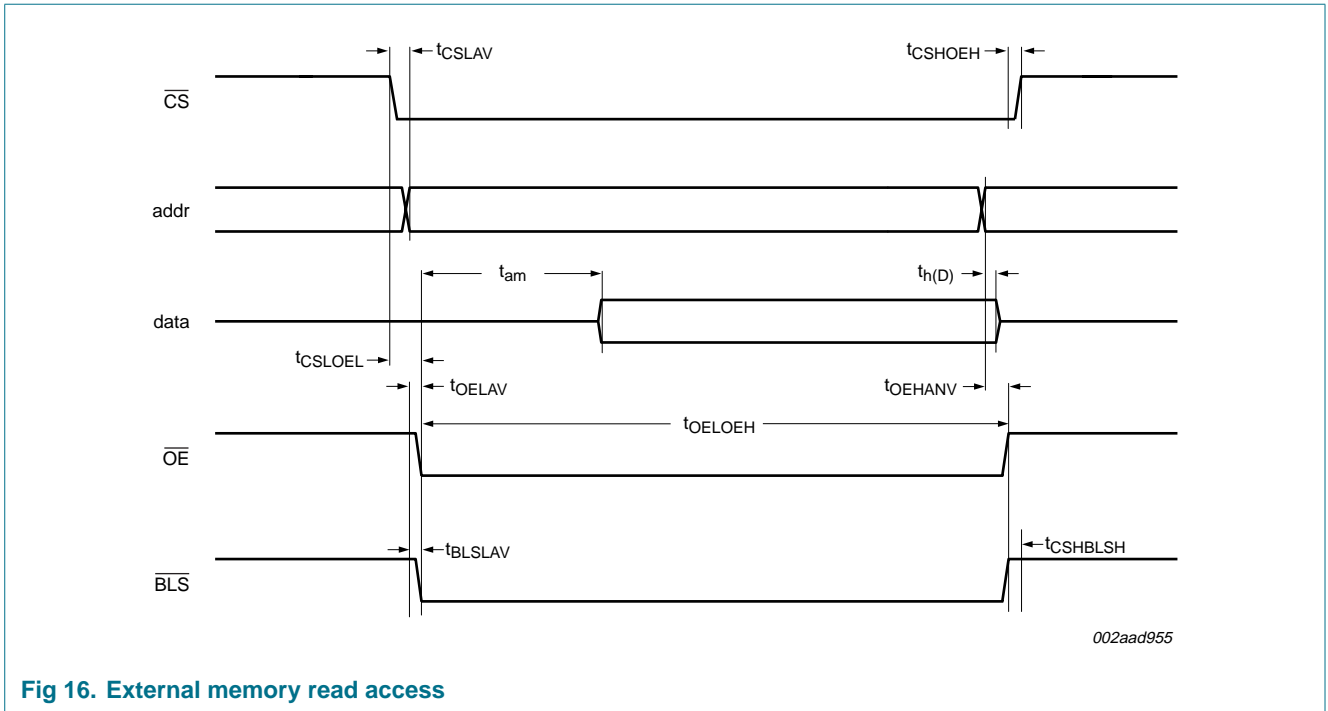 tCSLAV
tCSHOEH
CS
addr
tam
th(D)
data
tCSLOEL
tOELAV
tOEHANV
tOELOEH
OE
tBLSLAV
tCSHBLSH
BLS
002aad955
Fig 16. External memory read access